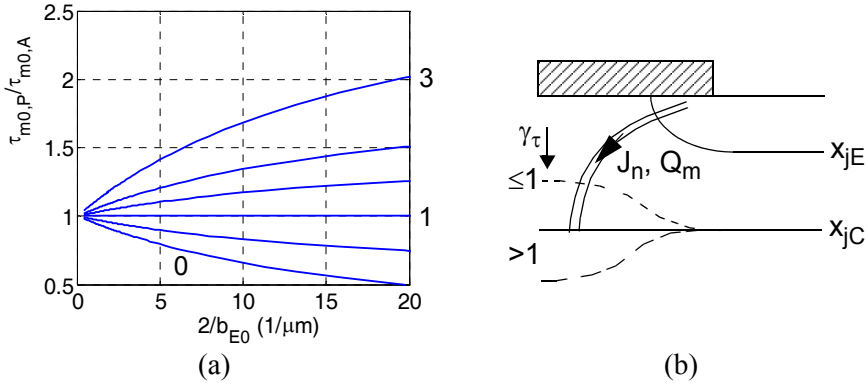 (a)
2.5
2
1.5
1
0.5
τm0,P/τm0,A
3
1
0
0 5 10 15 20
2/bE0 (1/μm)
(a)
(b)
γτ
≤1
>1
Jn, Qm
xjE
xjC
(b)